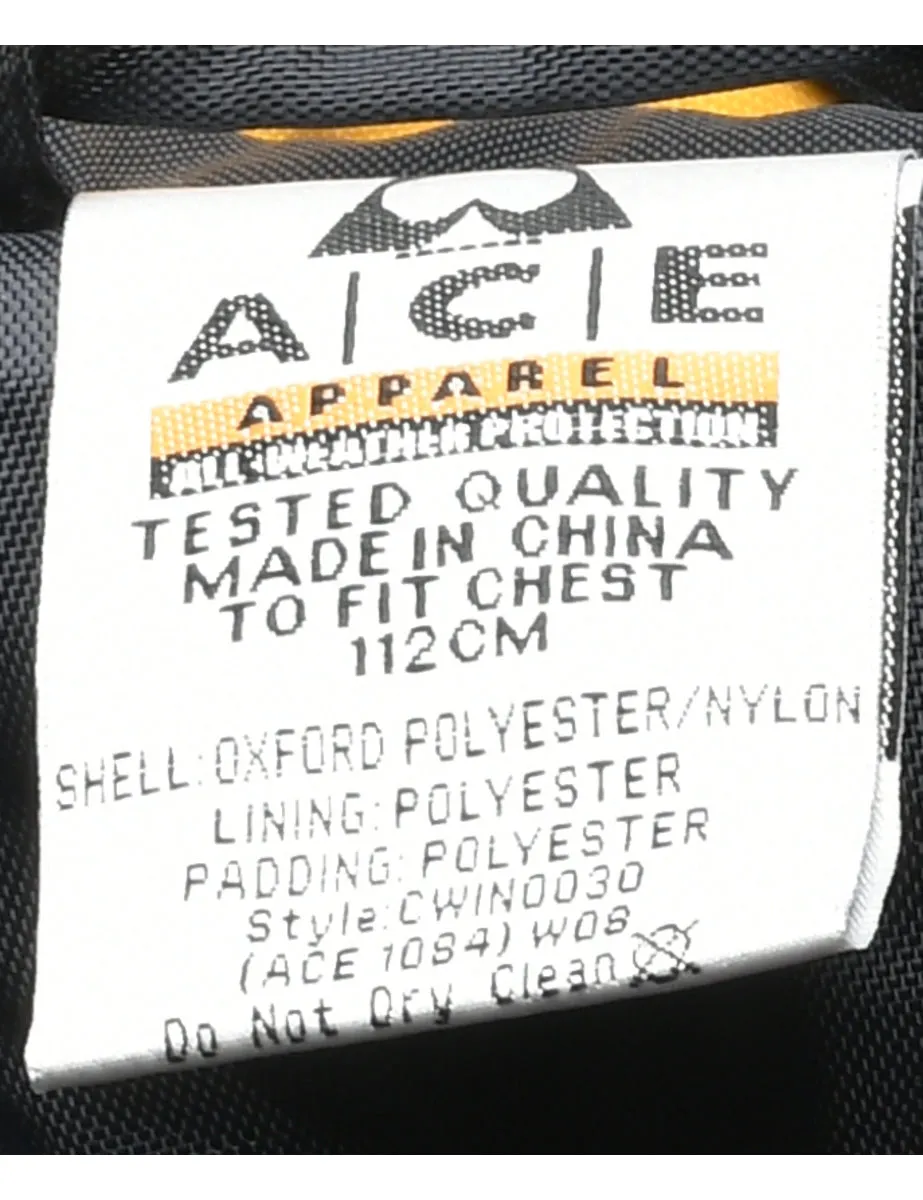 A|C|E
APPAREL
ALL-WEATHER PROTECTION
TESTED QUALITY
MADE IN CHINA
TO FIT CHEST
112CM
SHELL:OXFORD POLYESTER/NYLON
LINING:POLYESTER
PADDING:POLYESTER
Style:CWIN0030
(ACE 1084) W08
Do Not Dry Clean